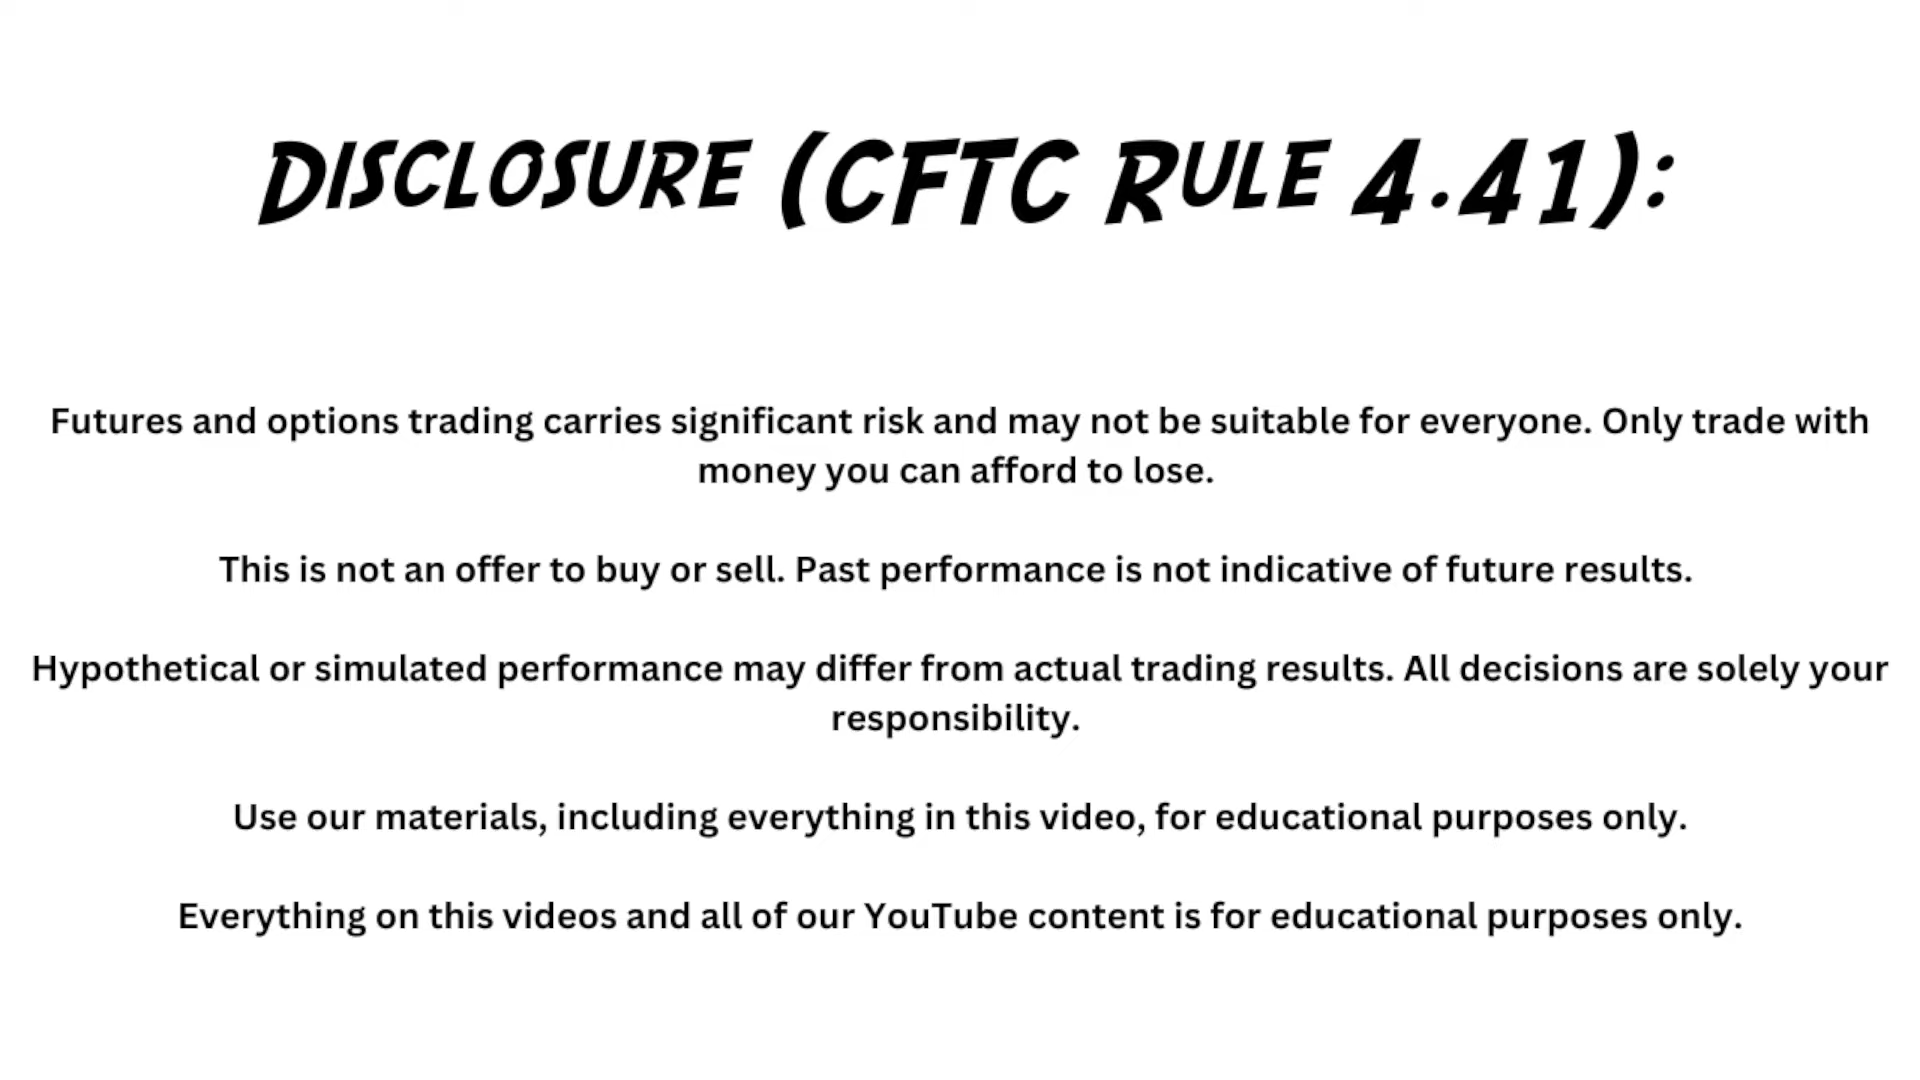 Disclosure (CFTC Rule 4.41):
Futures and options trading carries significant risk and may not be suitable for everyone. Only trade with
money you can afford to lose.
This is not an offer to buy or sell. Past performance is not indicative of future results.
Hypothetical or simulated performance may differ from actual trading results. All decisions are solely your
responsibility.
Use our materials, including everything in this video, for educational purposes only.
Everything on this videos and all of our YouTube content is for educational purposes only.